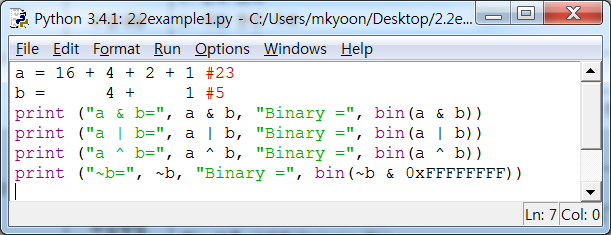 Python 3.4.1: 2.2example1.py - C:/Users/mkyoon/Desktop/2.2e...
File Edit Format Run Options Windows Help
a = 16 + 4 + 2 + 1 #23
b =      4 +     1 #5
print ("a & b=", a & b, "Binary =", bin(a & b))
print ("a | b=", a | b, "Binary =", bin(a | b))
print ("a ^ b=", a ^ b, "Binary =", bin(a ^ b))
print ("~b=", ~b, "Binary =", bin(~b & 0xFFFFFFFF))
Ln: 7 Col: 0